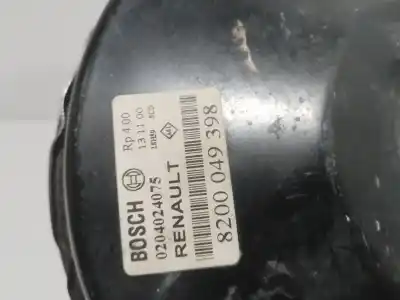 BOSCH
0204024075
RENAULT
8200 049 398
Rp 4.00
13 11 00